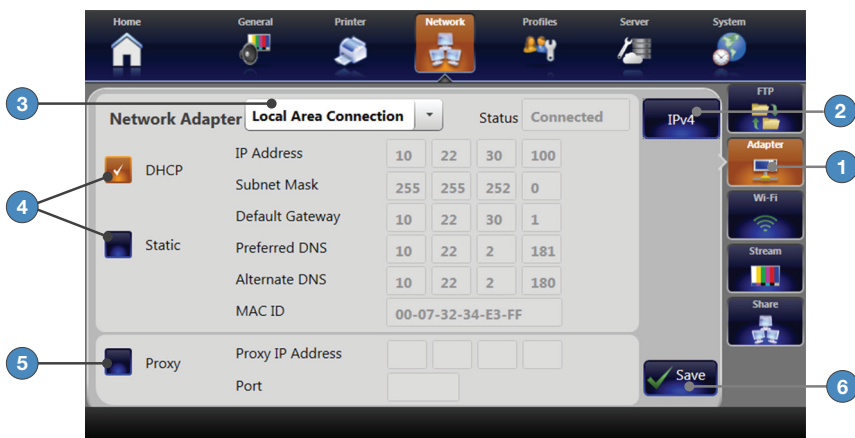 Home General Printer Network Profiles Server System
3 Network Adapter Local Area Connection Status Connected IPv4 2
FTP
DHCP IP Address 10 22 30 100
Adapter 1
Subnet Mask 255 255 252 0
4 Default Gateway 10 22 30 1
Wi-Fi
Static Preferred DNS 10 22 2 181
Stream
Alternate DNS 10 22 2 180
MAC ID 00-07-32-34-E3-FF
Share
5 Proxy Proxy IP Address
Port
Save 6